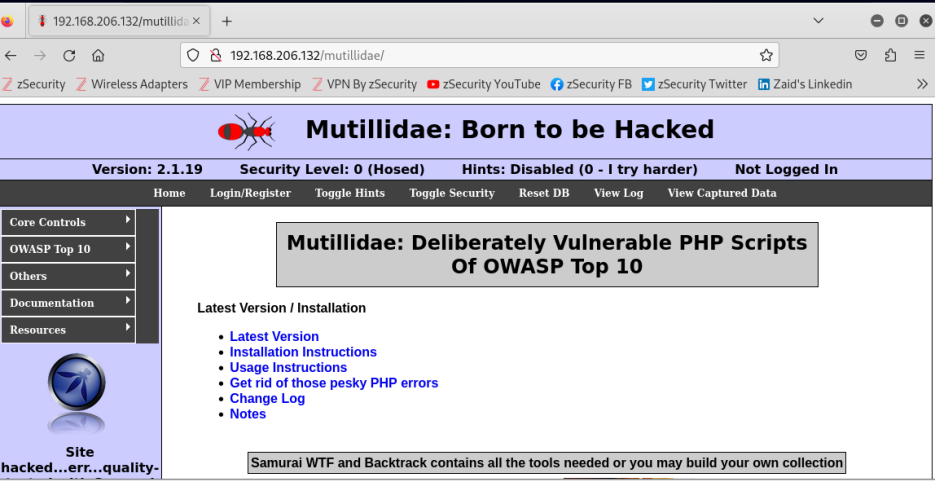 192.168.206.132/mutillida
192.168.206.132/mutillidae/
zSecurity Wireless Adapters VIP Membership VPN By zSecurity zSecurity YouTube zSecurity FB zSecurity Twitter Zaid's Linkedin
Mutillidae: Born to be Hacked
Version: 2.1.19 Security Level: 0 (Hosed) Hints: Disabled (0 - I try harder) Not Logged In
Home Login/Register Toggle Hints Toggle Security Reset DB View Log View Captured Data
Core Controls
OWASP Top 10
Others
Documentation
Resources
Site
hacked...err...quality-
Mutillidae: Deliberately Vulnerable PHP Scripts
Of OWASP Top 10
Latest Version / Installation
Latest Version
Installation Instructions
Usage Instructions
Get rid of those pesky PHP errors
Change Log
Notes
Samurai WTF and Backtrack contains all the tools needed or you may build your own collection